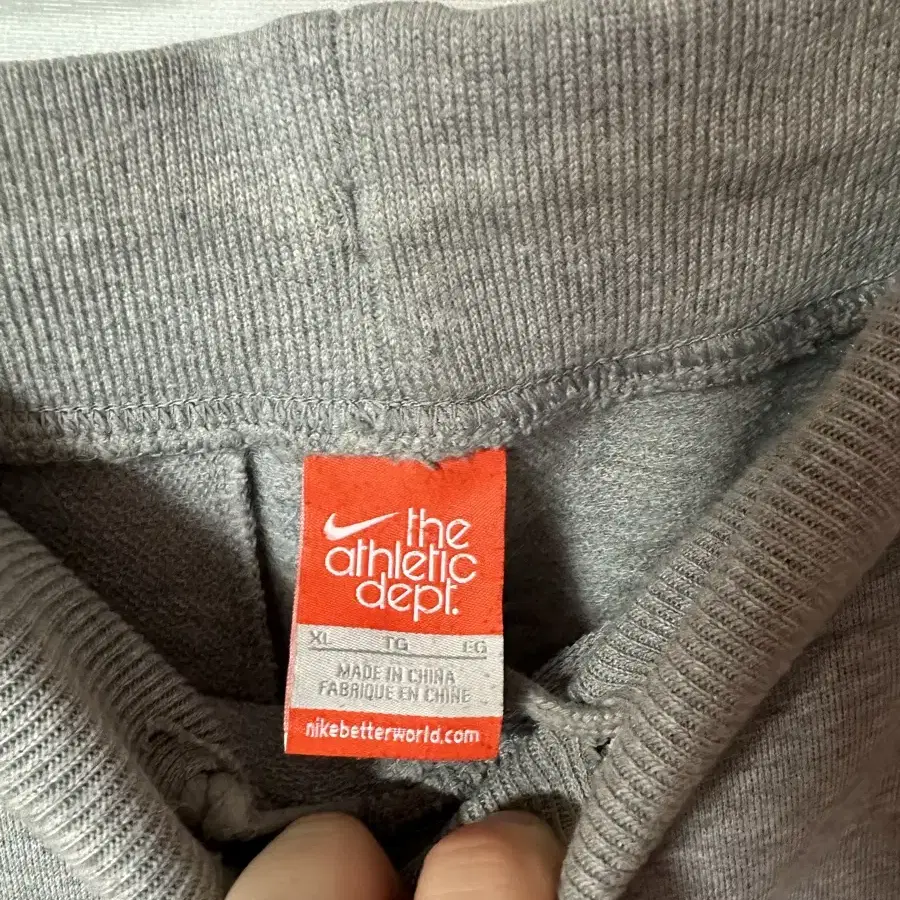 the
athletic
dept.
XL TG EG
MADE IN CHINA
FABRIQUE EN CHINE
nikebetterworld.com